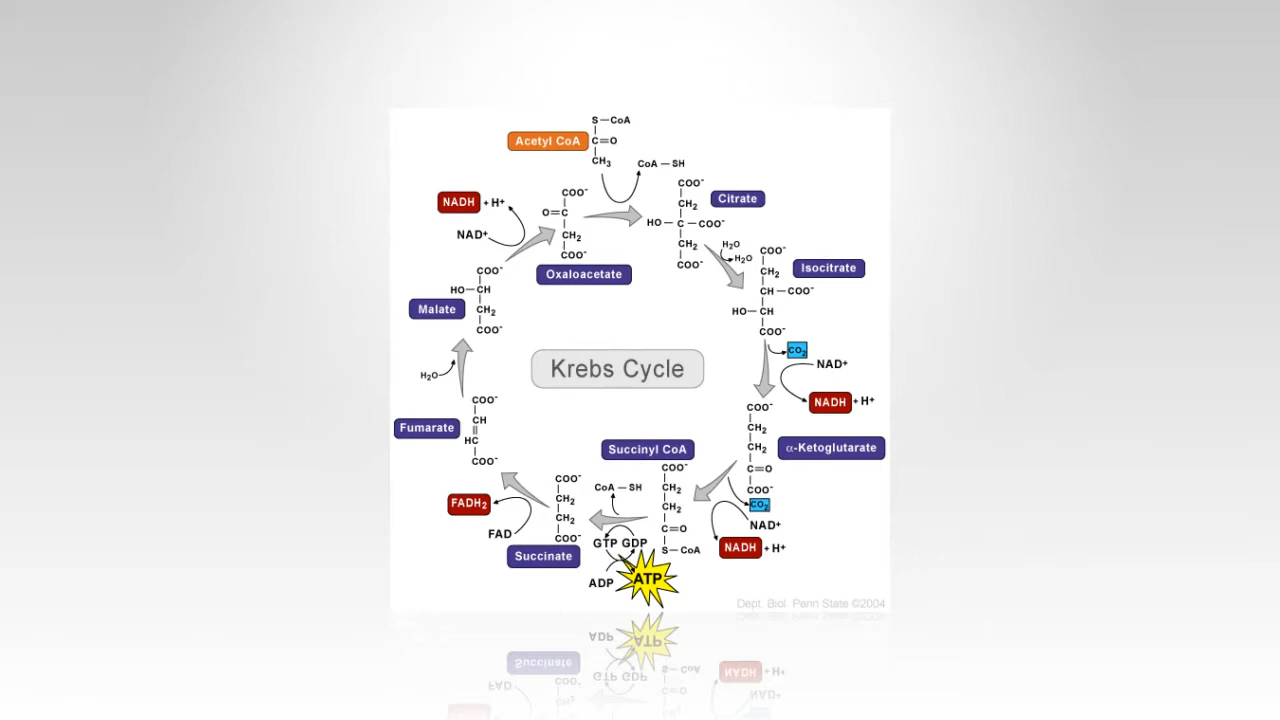 S—CoA
Acetyl CoA
C=O
CH3
CoA—SH
COO-
CH2
HO—C—COO-
CH2
COO-
Citrate
H2O
H2O
COO-
CH2
CH—COO-
HO—CH
COO-
Isocitrate
CO2
NAD+
NADH + H+
COO-
CH2
CH2
C=O
COO-
α-Ketoglutarate
CO2
NAD+
NADH + H+
Succinyl CoA
COO-
CH2
CH2
C=O
S—CoA
CoA—SH
GTP GDP
ADP
ATP
COO-
CH2
CH2
COO-
Succinate
FADH2
FAD
COO-
CH
HC
COO-
Fumarate
H2O
COO-
HO—CH
CH2
COO-
Malate
NADH + H+
NAD+
COO-
O=C
CH2
COO-
Oxaloacetate
Krebs Cycle
Dept. Biol. Penn State ©2004